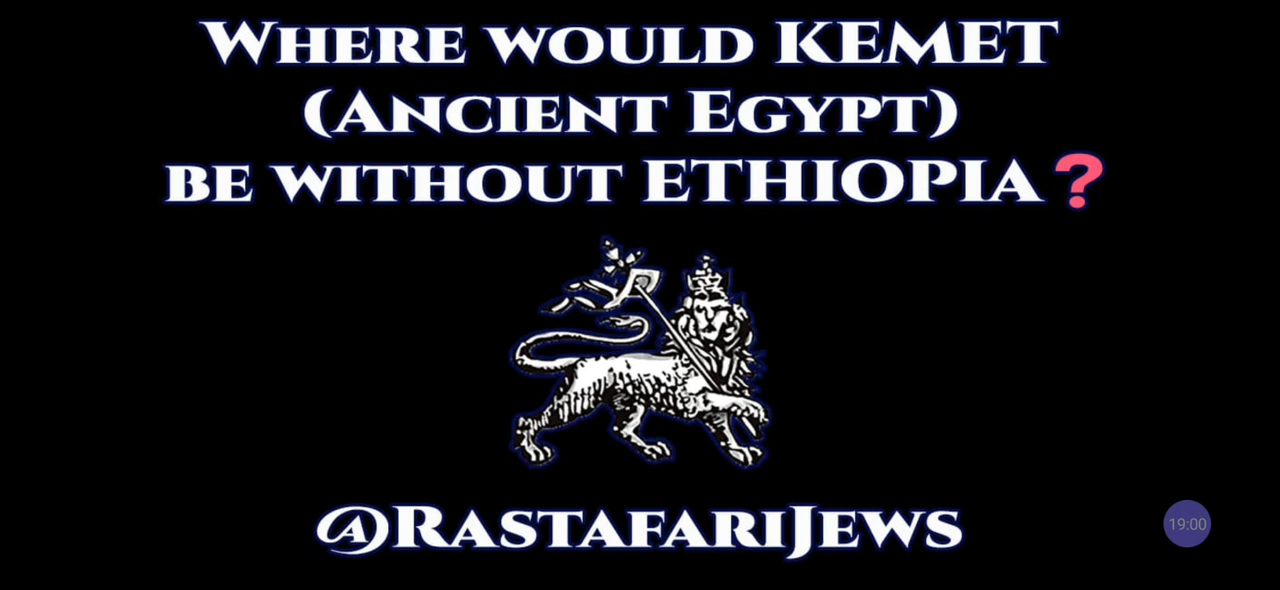 Where would KEMET
(Ancient Egypt)
be without ETHIOPIA❓
@RastafariJews
19:00